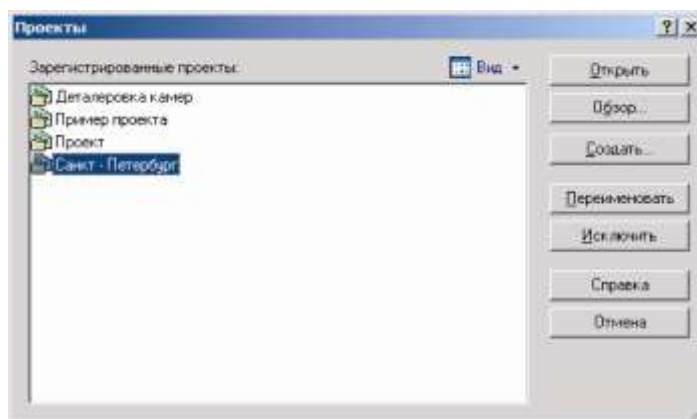 Проекты
Зарегистрированные проекты:
Вид
Деталеровка камер
Пример проекта
Проект
Санкт - Петербург
Открыть
Обзор...
Создать...
Переименовать
Исключить
Справка
Отмена